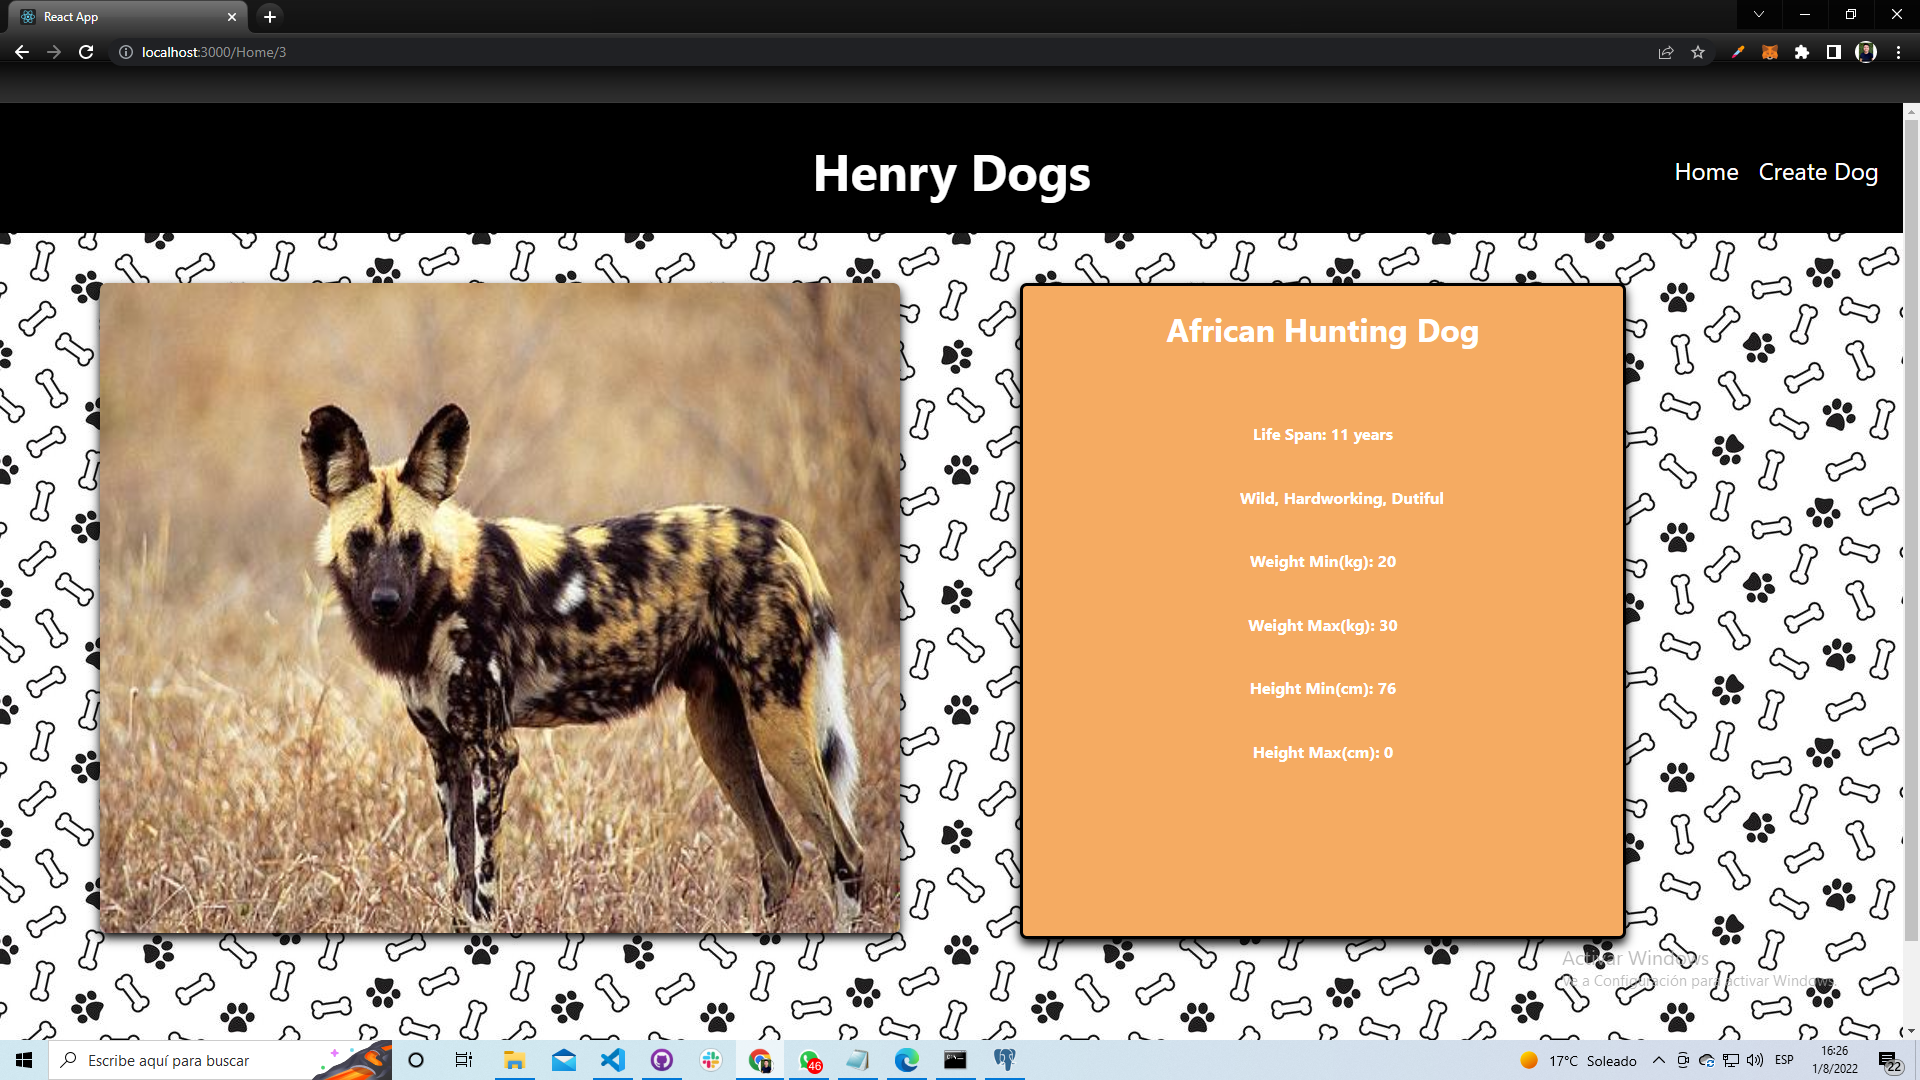 React App
localhost:3000/Home/3
Henry Dogs
Home
Create Dog
African Hunting Dog
Life Span: 11 years
Wild, Hardworking, Dutiful
Weight Min(kg): 20
Weight Max(kg): 30
Height Min(cm): 76
Height Max(cm): 0
Activar Windows
Ve a Configuración para activar Windows.
Escribe aquí para buscar
46
17°C Soleado
ESP
16:26
1/8/2022
22